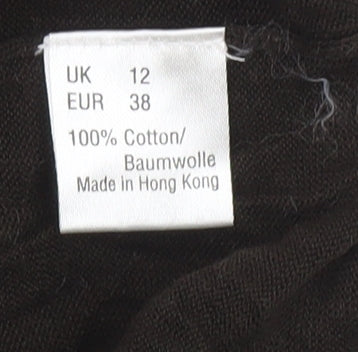 UK 12
EUR 38
100% Cotton/
Baumwolle
Made in Hong Kong